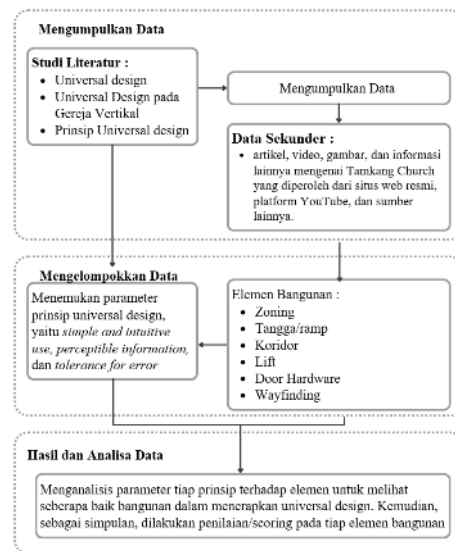 Mengumpulkan Data
Studi Literatur :
• Universal design
• Universal Design pada
Gereja Vertikal
• Prinsip Universal design
Mengumpulkan Data
Data Sekunder :
• artikel, video, gambar, dan informasi
lainnya mengenai Tamkang Church
yang diperoleh dari situs web resmi,
platform YouTube, dan sumber
lainnya.
Mengelompokkan Data
Menemukan parameter
prinsip universal design,
yaitu simple and intuitive
use, perceptible information,
dan tolerance for error
Elemen Bangunan :
• Zoning
• Tangga/ramp
• Koridor
• Lift
• Door Hardware
• Wayfinding
Hasil dan Analisa Data
Menganalisis parameter tiap prinsip terhadap elemen untuk melihat
seberapa baik bangunan dalam menerapkan universal design. Kemudian,
sebagai simpulan, dilakukan penilaian/scoring pada tiap elemen bangunan